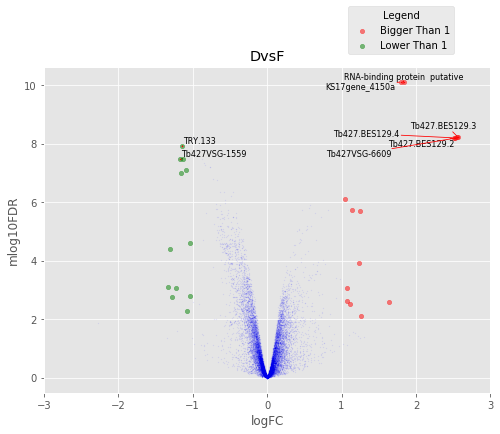 Legend
Bigger Than 1
Lower Than 1
DvsF
RNA-binding protein  putative
KS17gene_4150a
Tb427.BES129.3
Tb427.BES129.4
Tb427.BES129.2
Tb427VSG-6609
TRY.133
Tb427VSG-1559
mlog10FDR
10
8
6
4
2
0
−3
−2
−1
0
1
2
3
logFC